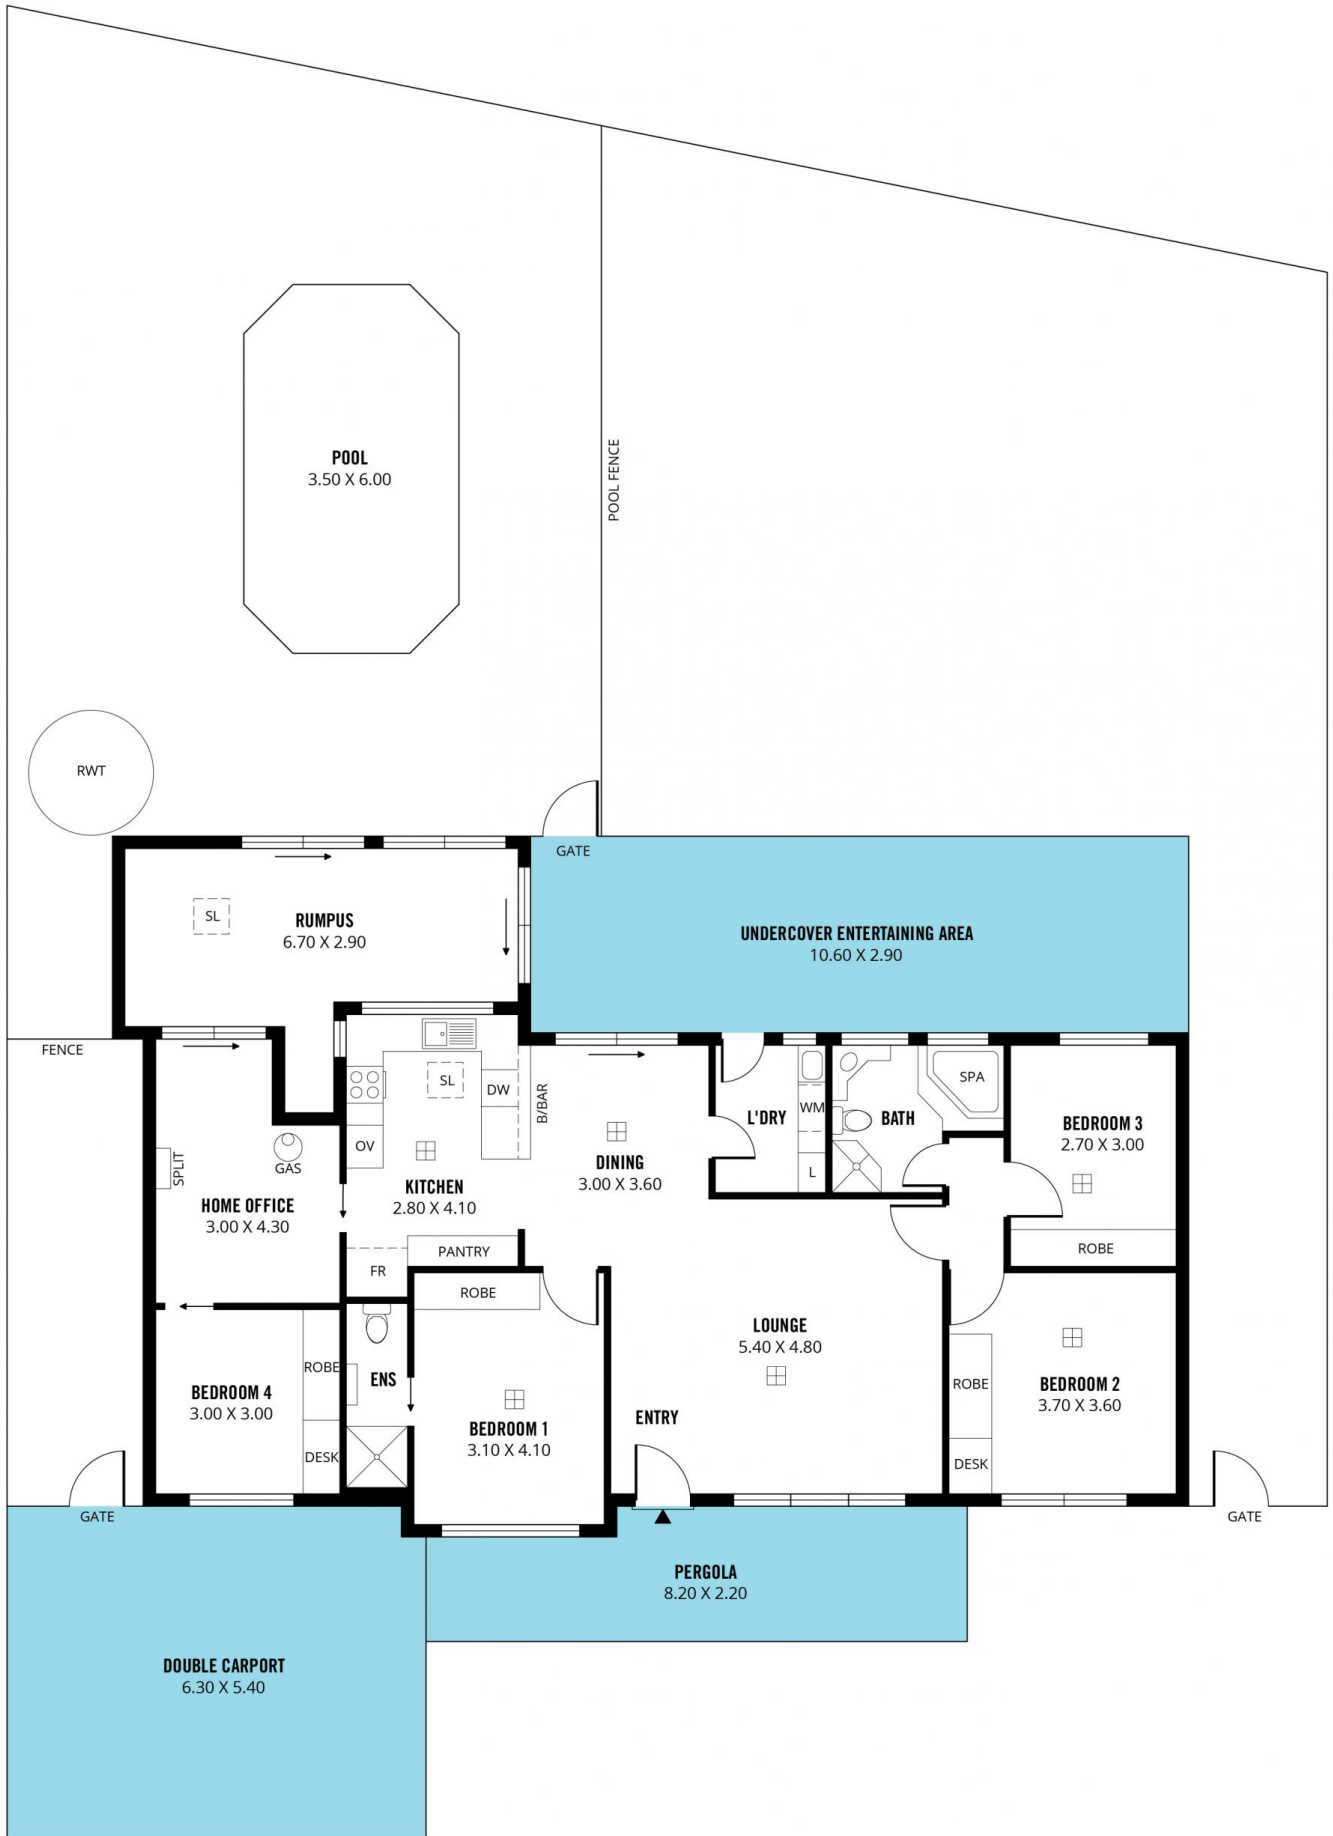 POOL
3.50 X 6.00
POOL FENCE
RWT
GATE
SL
RUMPUS
6.70 X 2.90
UNDERCOVER ENTERTAINING AREA
10.60 X 2.90
FENCE
SL
DW
B/BAR
OV
SPLIT
GAS
HOME OFFICE
3.00 X 4.30
KITCHEN
2.80 X 4.10
DINING
3.00 X 3.60
L'DRY
WM
L
BATH
SPA
BEDROOM 3
2.70 X 3.00
ROBE
PANTRY
FR
ROBE
LOUNGE
5.40 X 4.80
ROBE
ENS
BEDROOM 4
3.00 X 3.00
DESK
BEDROOM 1
3.10 X 4.10
ENTRY
ROBE
BEDROOM 2
3.70 X 3.60
DESK
GATE
GATE
PERGOLA
8.20 X 2.20
DOUBLE CARPORT
6.30 X 5.40